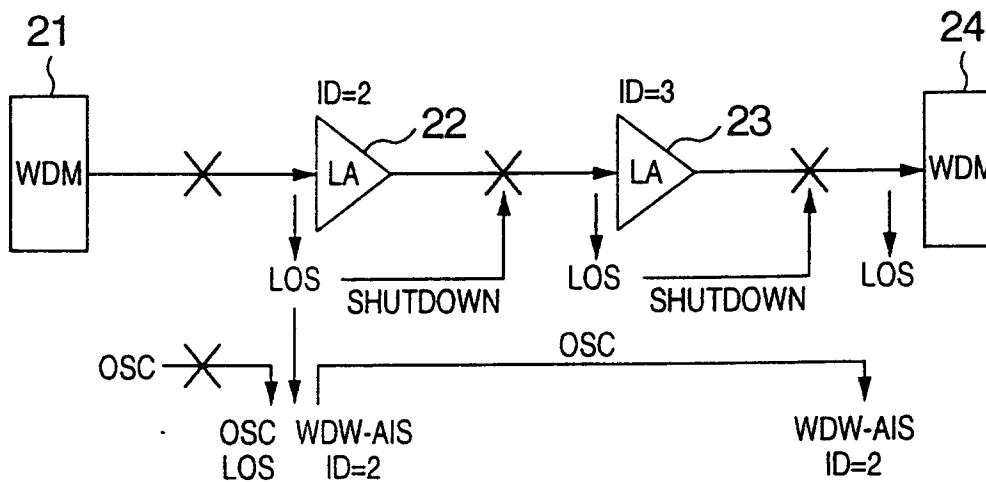 21
24
ID=2
ID=3
22
23
WDM
LA
LA
WDM
LOS
SHUTDOWN
LOS
SHUTDOWN
LOS
OSC
OSC
OSC
LOS
WDW-AIS
ID=2
WDW-AIS
ID=2